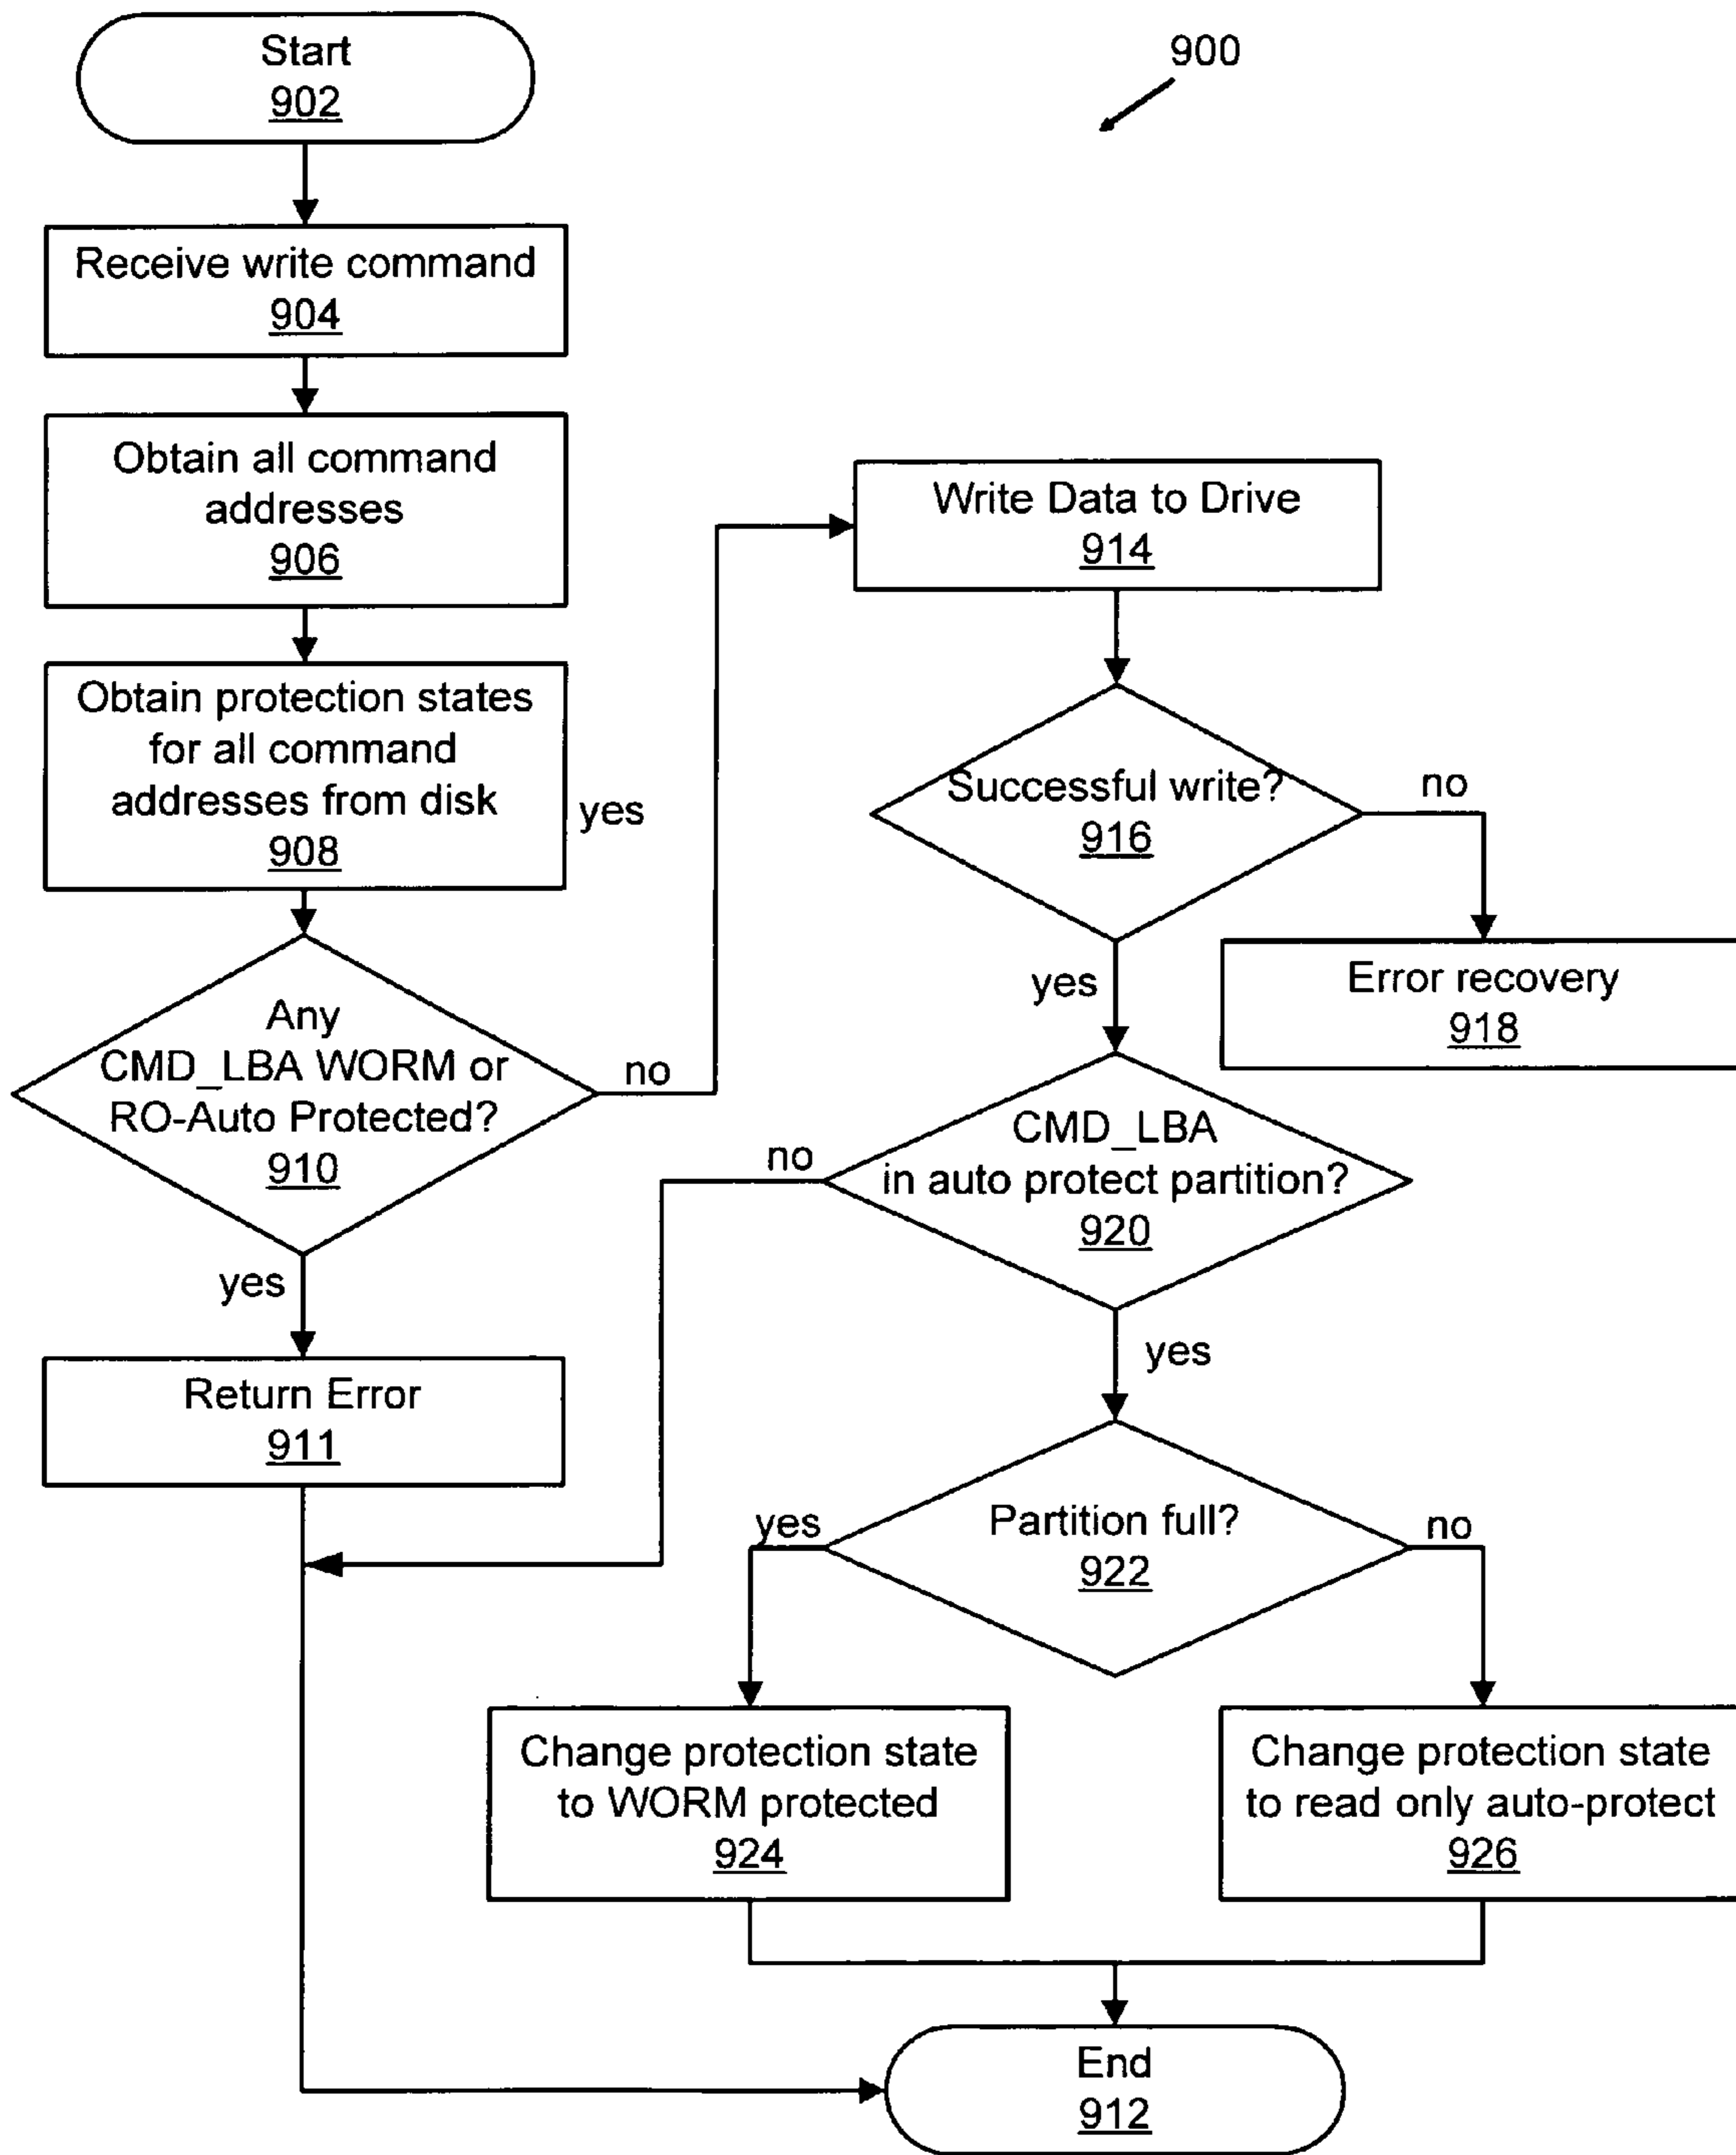 Start
902
900
Receive write command
904
Obtain all command
addresses
906
Obtain protection states
for all command
addresses from disk
908
yes
Any
CMD_LBA WORM or
RO-Auto Protected?
910
no
yes
Return Error
911
Write Data to Drive
914
Successful write?
916
no
yes
Error recovery
918
CMD_LBA
in auto protect partition?
920
no
yes
Partition full?
922
yes
no
Change protection state
to WORM protected
924
Change protection state
to read only auto-protect
926
End
912